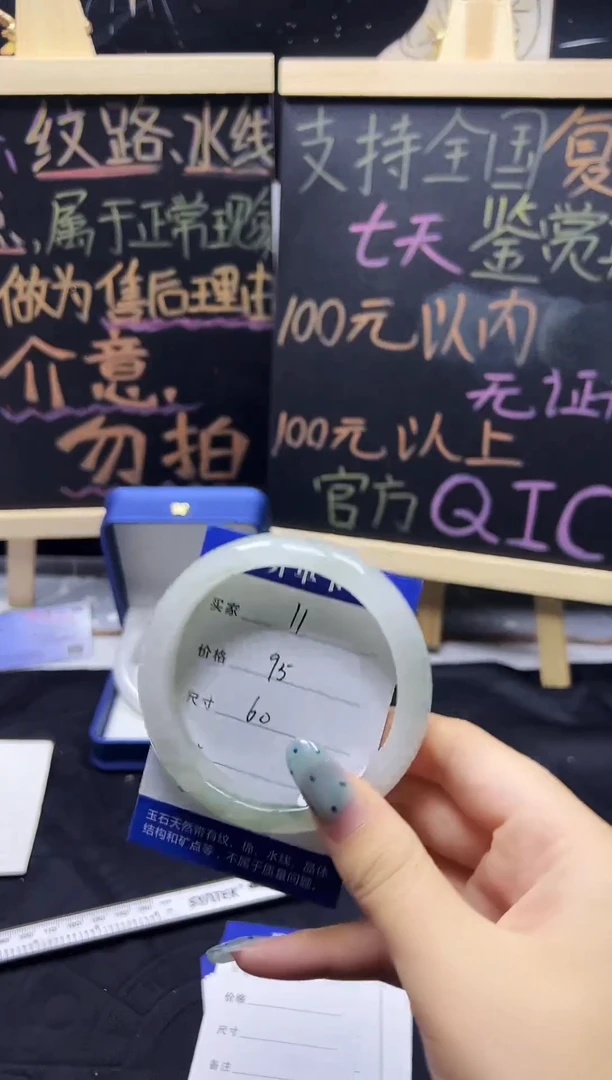 纹路、水线
属于正常现象
做为售后理由
介意,
勿拍
支持全国复
七天鉴赏
100元以内
无证
100元以上
官方QIC
买家 11
价格 95
尺寸 60
玉石天然带有纹、棉、水线、晶体
结构和矿点等,不属于质量问题。
SYNTEK
价格
尺寸
备注